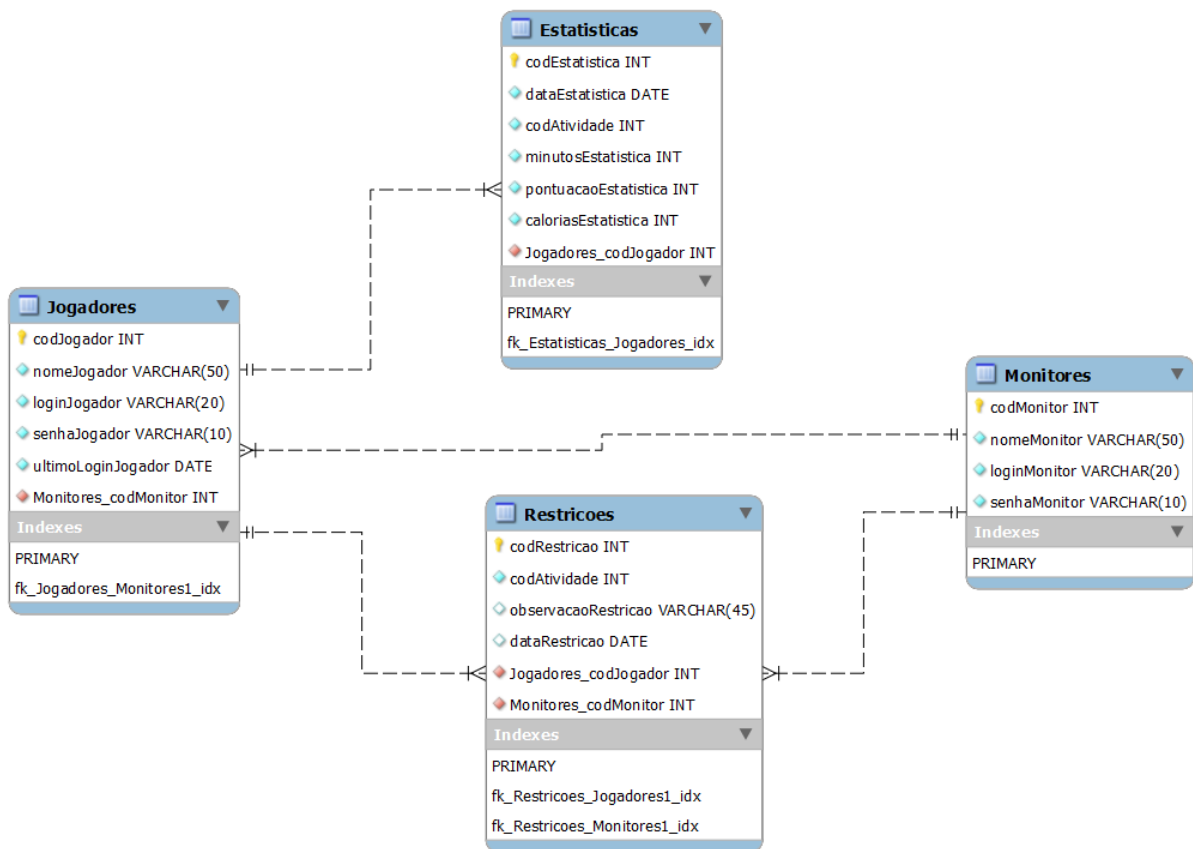 Estatisticas
codEstatistica INT
dataEstatistica DATE
codAtividade INT
minutosEstatistica INT
pontuacaoEstatistica INT
caloriasEstatistica INT
Jogadores_codJogador INT
Indexes
PRIMARY
fk_Estatisticas_Jogadores_idx
Jogadores
codJogador INT
nomeJogador VARCHAR(50)
loginJogador VARCHAR(20)
senhaJogador VARCHAR(10)
ultimoLoginJogador DATE
Monitores_codMonitor INT
Indexes
PRIMARY
fk_Jogadores_Monitores1_idx
Monitores
codMonitor INT
nomeMonitor VARCHAR(50)
loginMonitor VARCHAR(20)
senhaMonitor VARCHAR(10)
Indexes
PRIMARY
Restricoes
codRestricao INT
codAtividade INT
observacaoRestricao VARCHAR(45)
dataRestricao DATE
Jogadores_codJogador INT
Monitores_codMonitor INT
Indexes
PRIMARY
fk_Restricoes_Jogadores1_idx
fk_Restricoes_Monitores1_idx